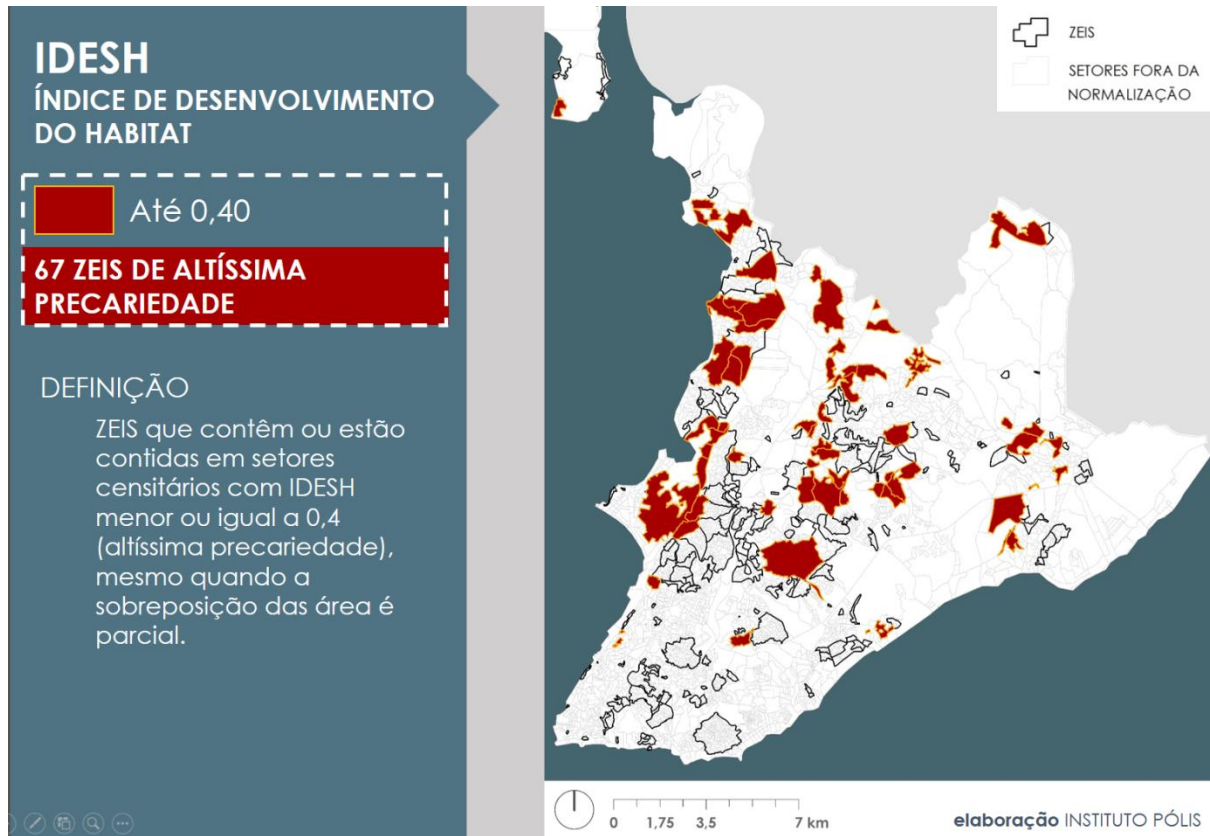 IDESH
ÍNDICE DE DESENVOLVIMENTO
DO HABITAT
Até 0,40
67 ZEIS DE ALTÍSSIMA
PRECARIEDADE
DEFINIÇÃO
ZEIS que contêm ou estão
contidas em setores
censitários com IDESH
menor ou igual a 0,4
(altíssima precariedade),
mesmo quando a
sobreposição das área é
parcial.
ZEIS
SETORES FORA DA
NORMALIZAÇÃO
0 1,75 3,5 7 km
elaboração INSTITUTO PÓLIS